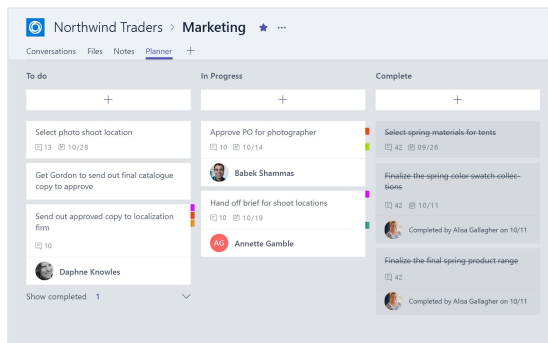 Northwind Traders > Marketing ★ ···
Conversations Files Notes Planner +
To do
+
Select photo shoot location
13 10/28
Get Gordon to send out final catalogue
copy to approve
Send out approved copy to localization
firm
10
Daphne Knowles
Show completed 1
In Progress
+
Approve PO for photographer
10 10/14
Babek Shammas
Hand off brief for shoot locations
10 10/19
AG Annette Gamble
Complete
+
Select spring materials for tents
42 09/26
Finalize the spring color swatch collec-
tions
42 10/11
Completed by Alisa Gallagher on 10/11
Finalize the final spring product range
42
Completed by Alisa Gallagher on 10/11